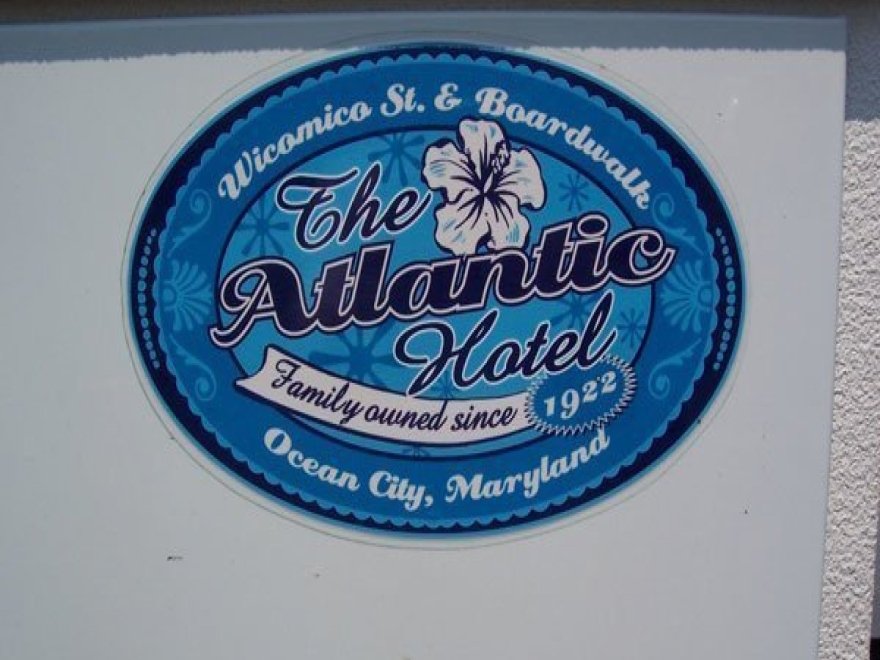 Wicomico St. & Boardwalk
The
Atlantic
Hotel
Family owned since 1922
Ocean City, Maryland